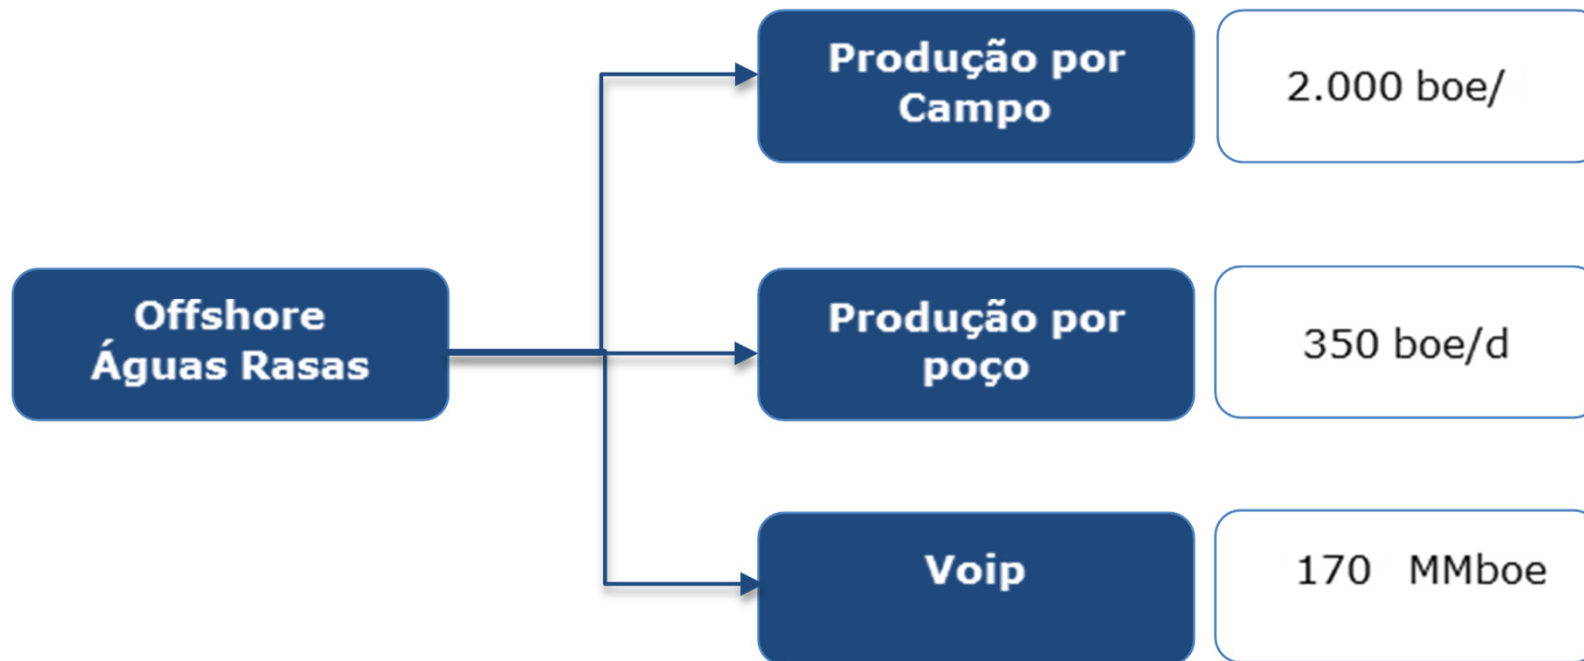 Produção por
Campo
2.000 boe/
Offshore
Águas Rasas
Produção por
poço
350 boe/d
Voip
170 MMboe